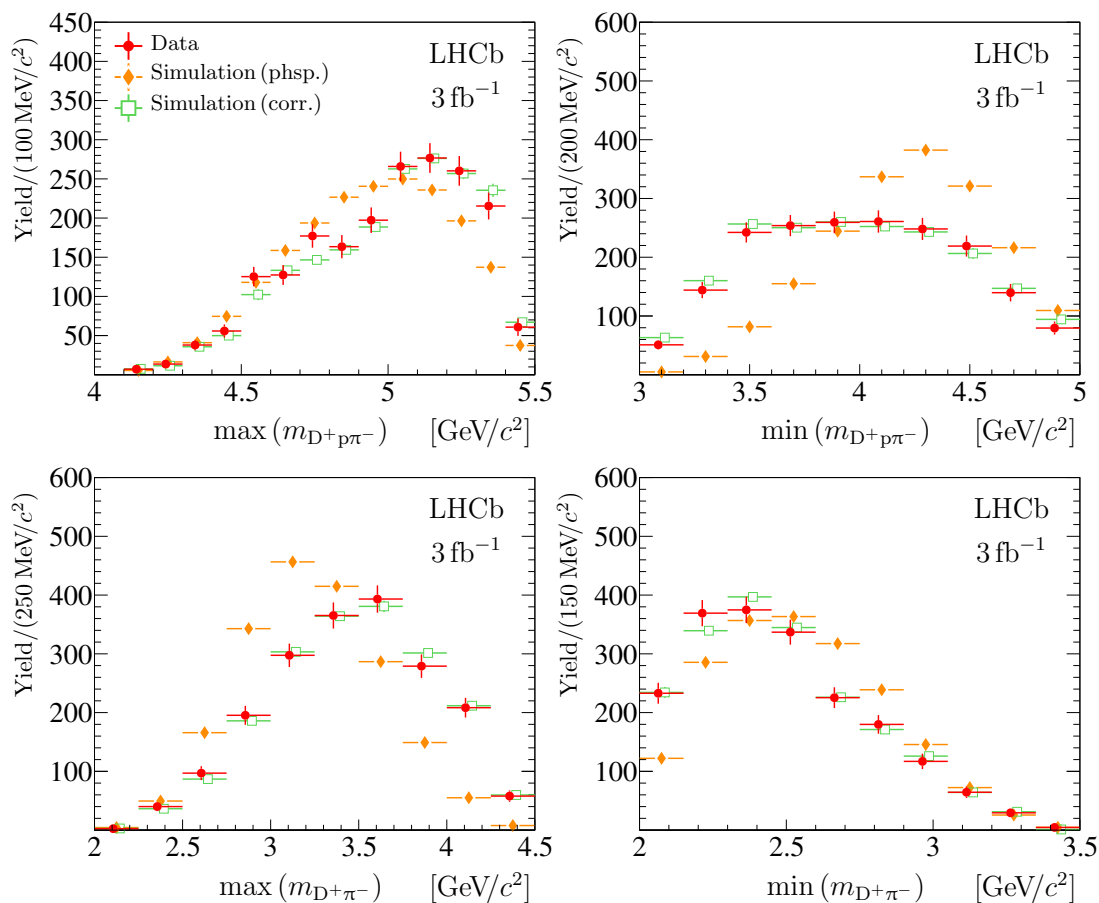 Yield/(100 MeV/c²)
450
400
350
300
250
200
150
100
50
Data
Simulation (phsp.)
Simulation (corr.)
LHCb
3 fb⁻¹
4 4.5 5 5.5
max (m_D⁺pπ⁻) [GeV/c²]
Yield/(200 MeV/c²)
600
500
400
300
200
100
LHCb
3 fb⁻¹
3 3.5 4 4.5 5
min (m_D⁺pπ⁻) [GeV/c²]
Yield/(250 MeV/c²)
600
500
400
300
200
100
LHCb
3 fb⁻¹
2 2.5 3 3.5 4 4.5
max (m_D⁺π⁻) [GeV/c²]
Yield/(150 MeV/c²)
600
500
400
300
200
100
LHCb
3 fb⁻¹
2 2.5 3 3.5
min (m_D⁺π⁻) [GeV/c²]